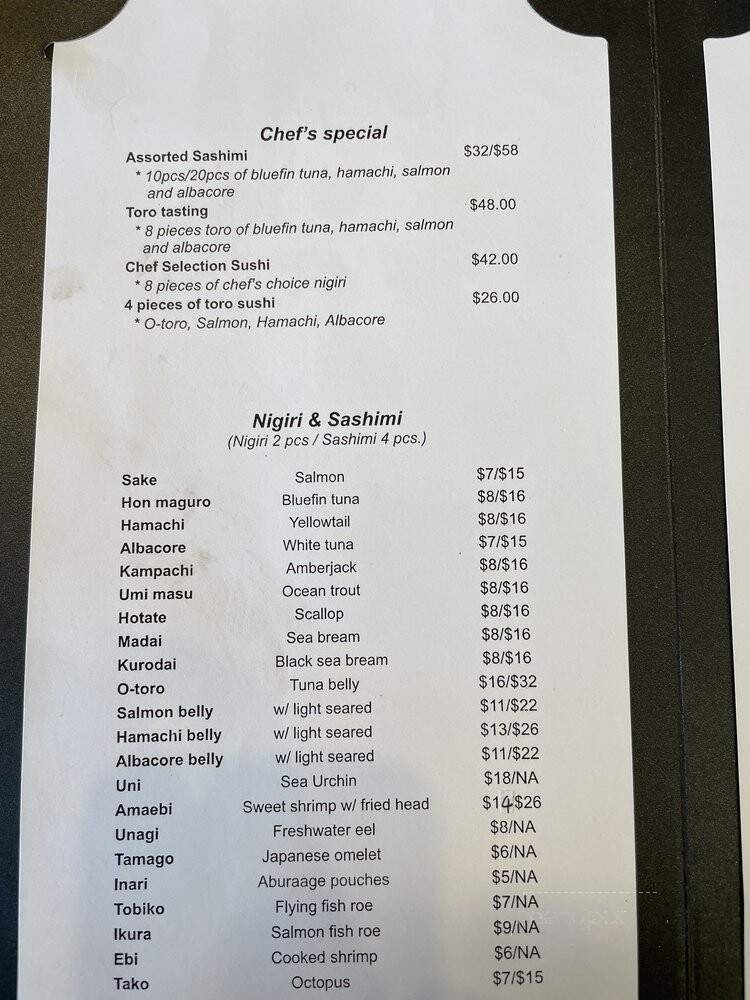 Chef's special
Assorted Sashimi $32/$58
* 10pcs/20pcs of bluefin tuna, hamachi, salmon
and albacore
Toro tasting $48.00
* 8 pieces toro of bluefin tuna, hamachi, salmon
and albacore
Chef Selection Sushi $42.00
* 8 pieces of chef's choice nigiri
4 pieces of toro sushi $26.00
* O-toro, Salmon, Hamachi, Albacore
Nigiri & Sashimi
(Nigiri 2 pcs / Sashimi 4 pcs.)
Sake Salmon $7/$15
Hon maguro Bluefin tuna $8/$16
Hamachi Yellowtail $8/$16
Albacore White tuna $7/$15
Kampachi Amberjack $8/$16
Umi masu Ocean trout $8/$16
Hotate Scallop $8/$16
Madai Sea bream $8/$16
Kurodai Black sea bream $8/$16
O-toro Tuna belly $16/$32
Salmon belly w/ light seared $11/$22
Hamachi belly w/ light seared $13/$26
Albacore belly w/ light seared $11/$22
Uni Sea Urchin $18/NA
Amaebi Sweet shrimp w/ fried head $14$26
Unagi Freshwater eel $8/NA
Tamago Japanese omelet $6/NA
Inari Aburaage pouches $5/NA
Tobiko Flying fish roe $7/NA
Ikura Salmon fish roe $9/NA
Ebi Cooked shrimp $6/NA
Tako Octopus $7/$15